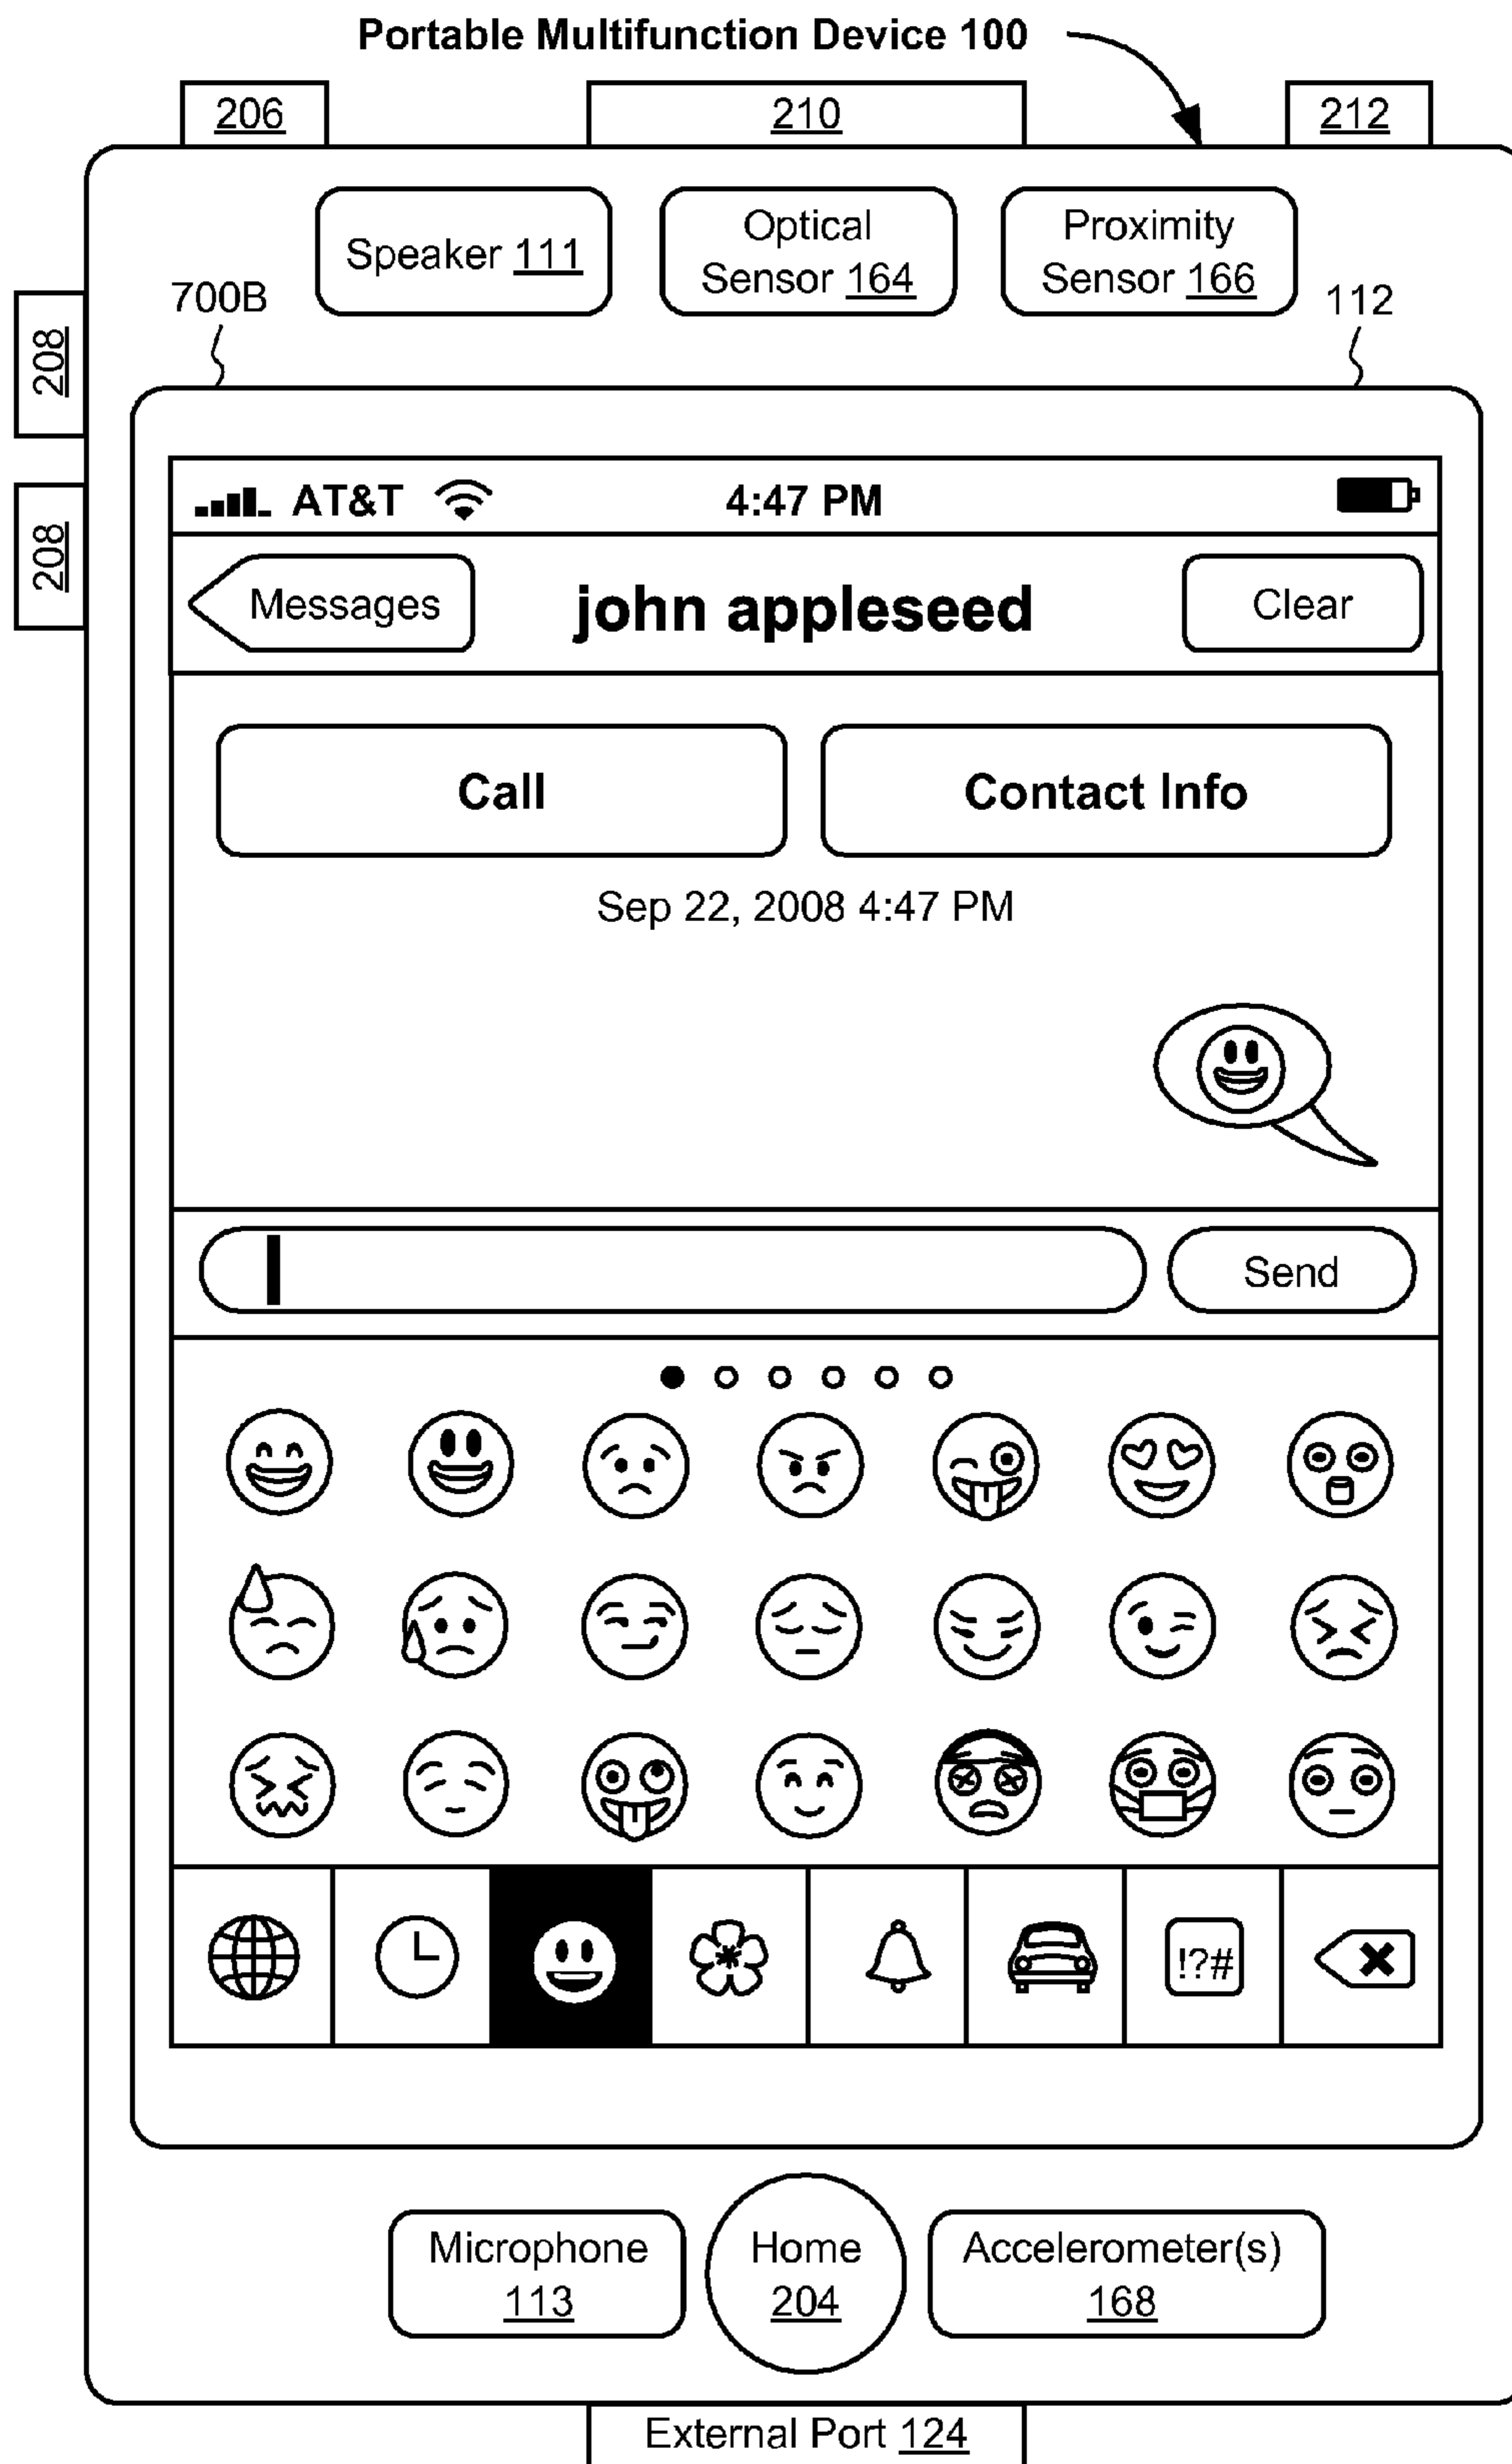 Portable Multifunction Device 100
206
210
212
Speaker 111
Optical
Sensor 164
Proximity
Sensor 166
700B
112
208
208
AT&T
4:47 PM
Messages
john appleseed
Clear
Call
Contact Info
Sep 22, 2008 4:47 PM
Send
!?#
Microphone
113
Home
204
Accelerometer(s)
168
External Port 124